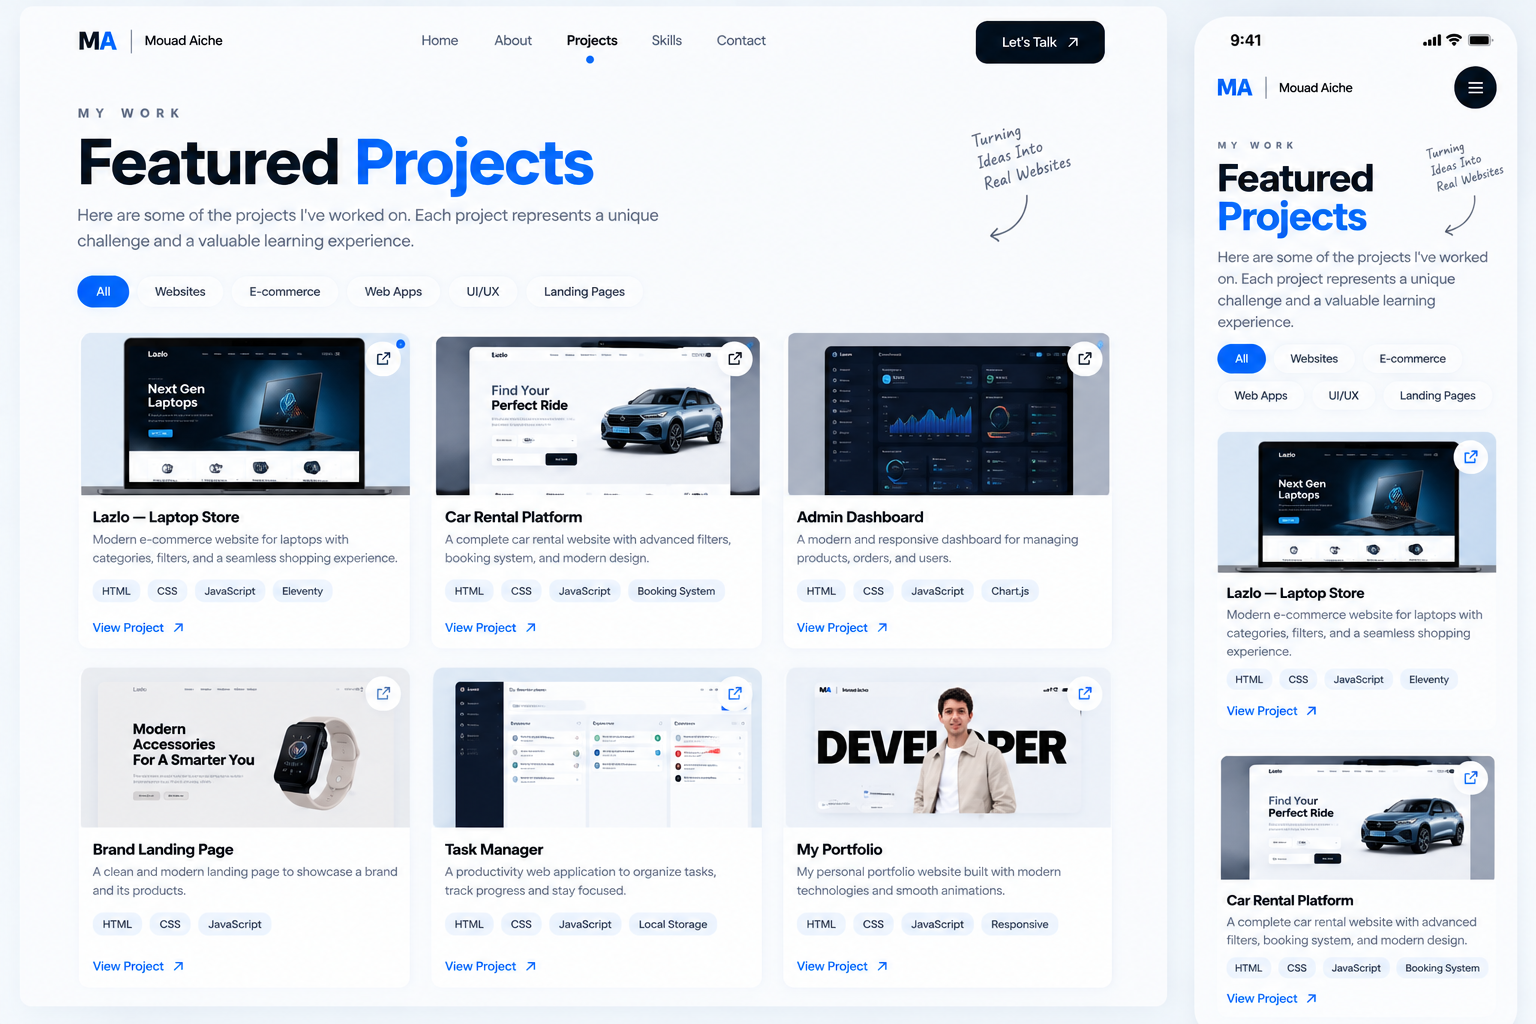 MA | Mouad Aiche
Home About Projects Skills Contact
Let's Talk
MY WORK
Featured Projects
Here are some of the projects I've worked on. Each project represents a unique
challenge and a valuable learning experience.
Turning
Ideas Into
Real Websites
All Websites E-commerce Web Apps UI/UX Landing Pages
Lazlo
Next Gen
Laptops
Lazlo — Laptop Store
Modern e-commerce website for laptops with
categories, filters, and a seamless shopping experience.
HTML CSS JavaScript Eleventy
View Project
Lazlo
Find Your
Perfect Ride
Car Rental Platform
A complete car rental website with advanced filters,
booking system, and modern design.
HTML CSS JavaScript Booking System
View Project
Admin Dashboard
A modern and responsive dashboard for managing
products, orders, and users.
HTML CSS JavaScript Chart.js
View Project
Lazlo
Modern
Accessories
For A Smarter You
Brand Landing Page
A clean and modern landing page to showcase a brand
and its products.
HTML CSS JavaScript
View Project
Task Manager
A productivity web application to organize tasks,
track progress and stay focused.
HTML CSS JavaScript Local Storage
View Project
MA
DEVEL PER
My Portfolio
My personal portfolio website built with modern
technologies and smooth animations.
HTML CSS JavaScript Responsive
View Project
9:41
MA | Mouad Aiche
MY WORK
Featured
Projects
Turning
Ideas Into
Real Websites
Here are some of the projects I've worked
on. Each project represents a unique
challenge and a valuable learning
experience.
All Websites E-commerce
Web Apps UI/UX Landing Pages
Lazlo
Next Gen
Laptops
Lazlo — Laptop Store
Modern e-commerce website for laptops with
categories, filters, and a seamless shopping
experience.
HTML CSS JavaScript Eleventy
View Project
Lazlo
Find Your
Perfect Ride
Car Rental Platform
A complete car rental website with advanced
filters, booking system, and modern design.
HTML CSS JavaScript Booking System
View Project